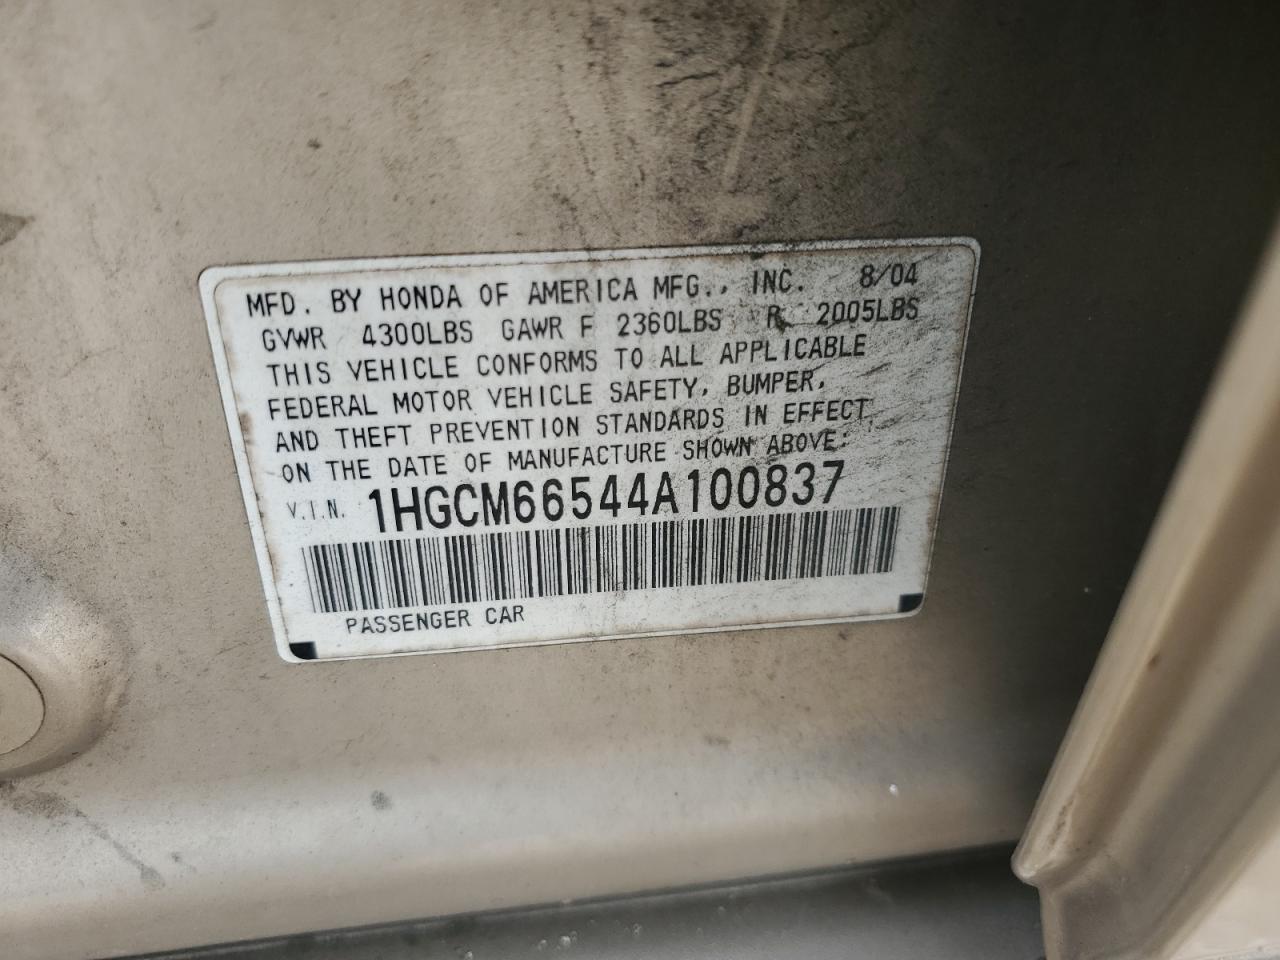 MFD. BY HONDA OF AMERICA MFG., INC. 8/04
GVWR 4300LBS GAWR F 2360LBS R 2005LBS
THIS VEHICLE CONFORMS TO ALL APPLICABLE
FEDERAL MOTOR VEHICLE SAFETY, BUMPER,
AND THEFT PREVENTION STANDARDS IN EFFECT
ON THE DATE OF MANUFACTURE SHOWN ABOVE:
V.I.N. 1HGCM66544A100837
PASSENGER CAR